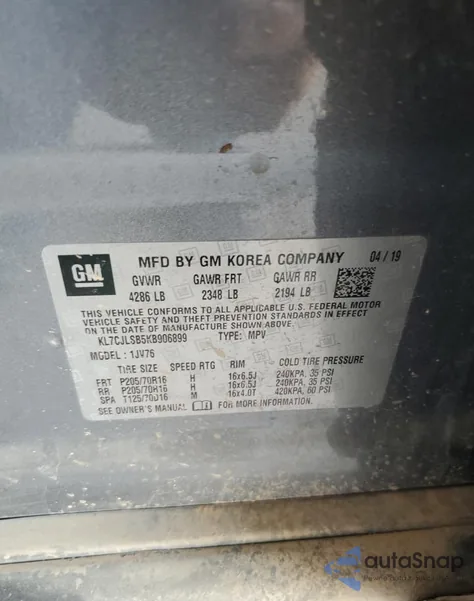 GM
MFD BY GM KOREA COMPANY 04 / 19
GVWR GAWR FRT GAWR RR
4286 LB 2348 LB 2194 LB
THIS VEHICLE CONFORMS TO ALL APPLICABLE U.S. FEDERAL MOTOR
VEHICLE SAFETY AND THEFT PREVENTION STANDARDS IN EFFECT
ON THE DATE OF MANUFACTURE SHOWN ABOVE.
KL7CJLSB5KB906899 TYPE: MPV
MODEL : 1JV76
TIRE SIZE SPEED RTG RIM COLD TIRE PRESSURE
FRT P205/70R16 H 16x6.5J 240KPA, 35 PSI
RR P205/70R16 H 16x6.5J 240KPA, 35 PSI
SPA T125/70D16 M 16x4.0T 420KPA, 60 PSI
SEE OWNER'S MANUAL FOR MORE INFORMATION.
autoSnap